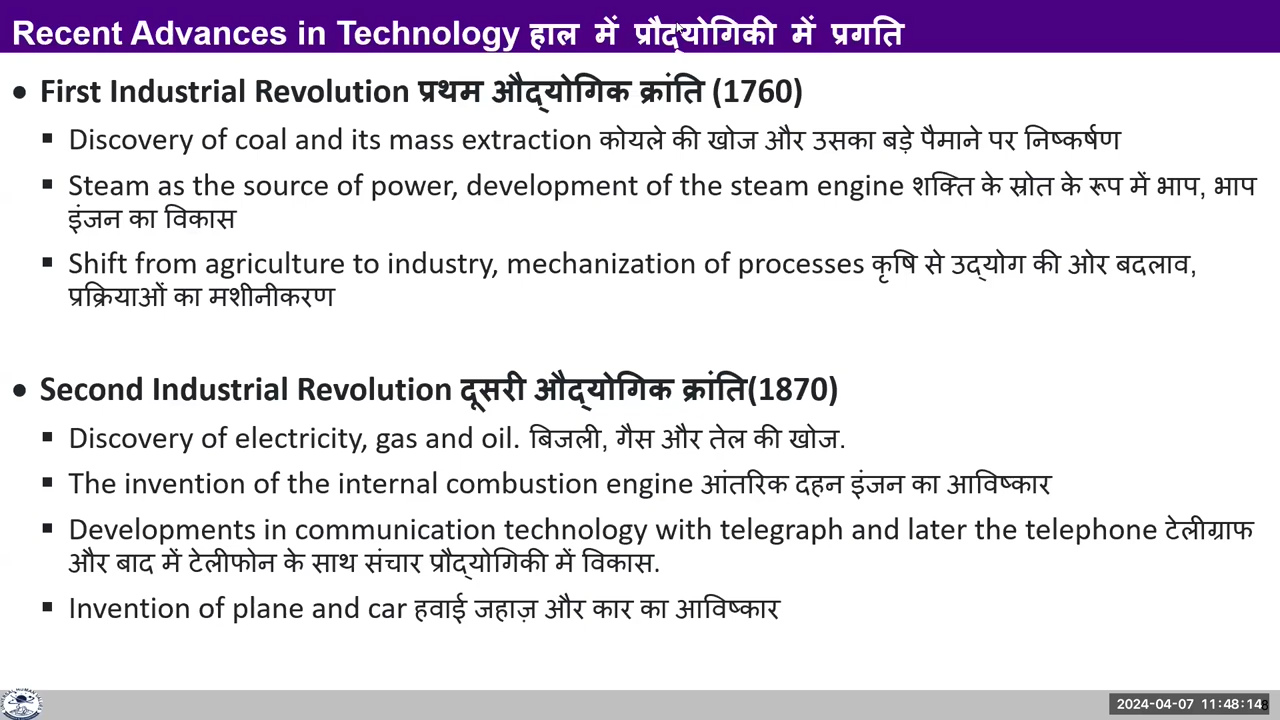 Recent Advances in Technology हाल में प्रौद्योगिकी में प्रगति
• First Industrial Revolution प्रथम औद्योगिक क्रांति (1760)
▪ Discovery of coal and its mass extraction कोयले की खोज और उसका बड़े पैमाने पर निष्कर्षण
▪ Steam as the source of power, development of the steam engine शक्ति के स्रोत के रूप में भाप, भाप
इंजन का विकास
▪ Shift from agriculture to industry, mechanization of processes कृषि से उद्योग की ओर बदलाव,
प्रक्रियाओं का मशीनीकरण
• Second Industrial Revolution दूसरी औद्योगिक क्रांति(1870)
▪ Discovery of electricity, gas and oil. बिजली, गैस और तेल की खोज.
▪ The invention of the internal combustion engine आंतरिक दहन इंजन का आविष्कार
▪ Developments in communication technology with telegraph and later the telephone टेलीग्राफ
और बाद में टेलीफोन के साथ संचार प्रौद्योगिकी में विकास.
▪ Invention of plane and car हवाई जहाज़ और कार का आविष्कार
2024-04-07 11:48:14